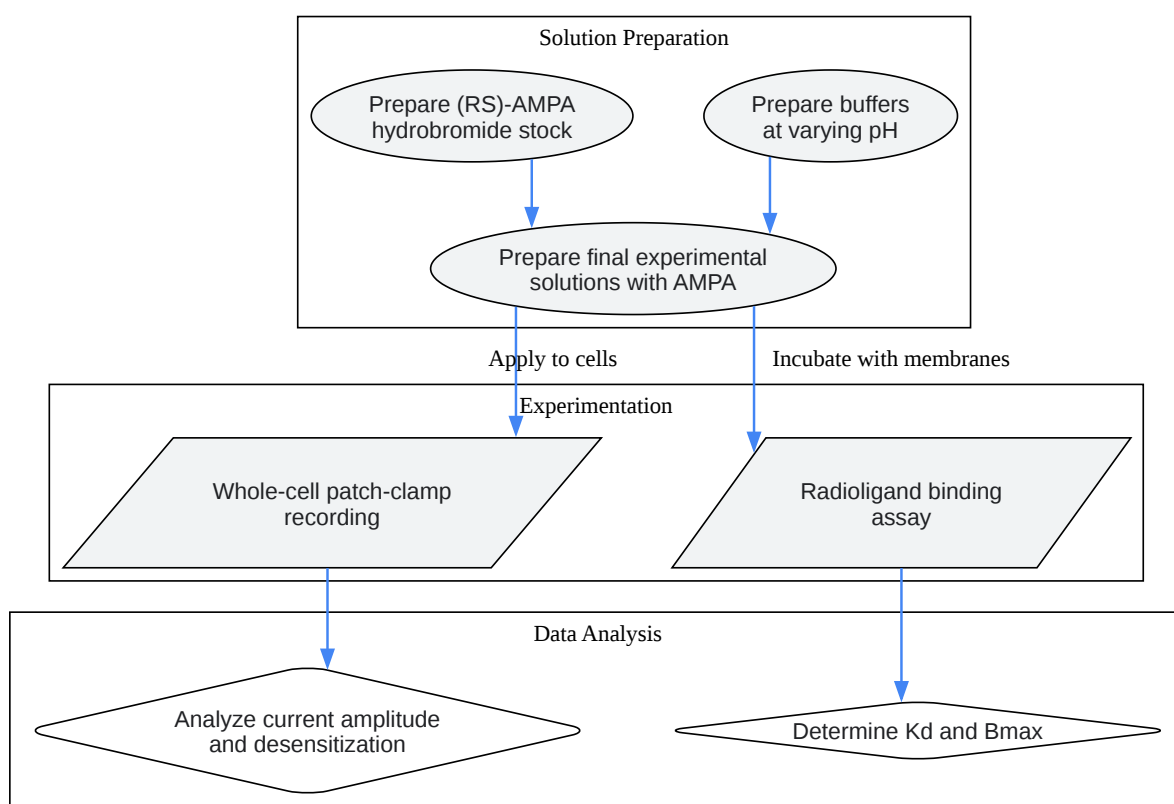 Solution Preparation
Prepare (RS)-AMPA
hydrobromide stock
Prepare buffers
at varying pH
Prepare final experimental
solutions with AMPA
Apply to cells
Incubate with membranes
Experimentation
Whole-cell patch-clamp
recording
Radioligand binding
assay
Data Analysis
Analyze current amplitude
and desensitization
Determine Kd and Bmax